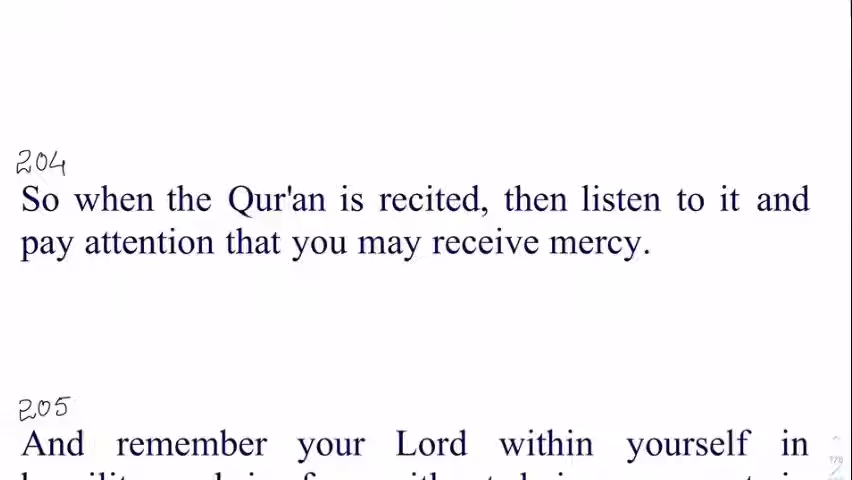 204
So when the Qur'an is recited, then listen to it and
pay attention that you may receive mercy.
205
And remember your Lord within yourself in